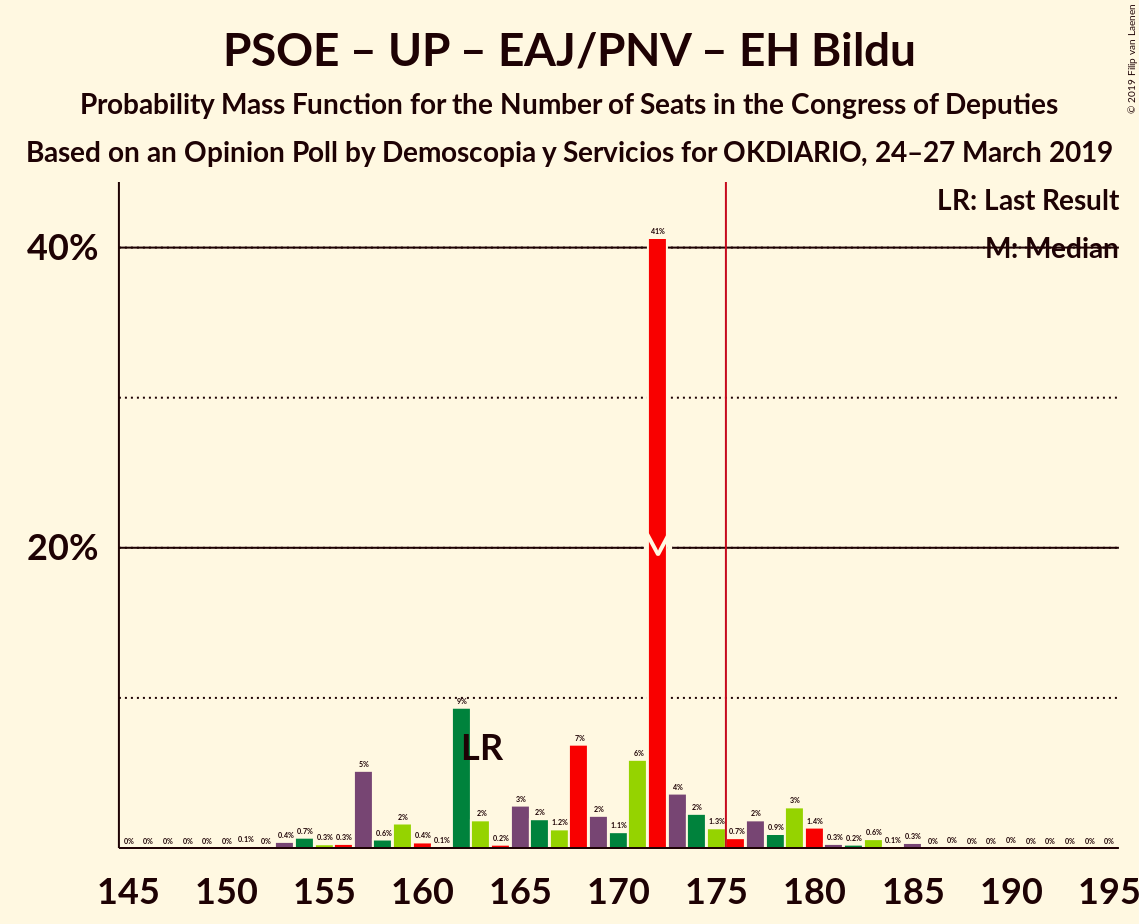 PSOE – UP – EAJ/PNV – EH Bildu
Probability Mass Function for the Number of Seats in the Congress of Deputies
Based on an Opinion Poll by Demoscopia y Servicios for OKDIARIO, 24–27 March 2019
© 2019 Filip van Laenen
LR: Last Result
M: Median
40%
20%
0% 0% 0% 0% 0% 0% 0.1% 0% 0.4% 0.7% 0.3% 0.3% 5% 0.6% 2% 0.4% 0.1% 9% 2% 0.2% 3% 2% 1.2% 7% 2% 1.1% 6% 41% 4% 2% 1.3% 0.7% 2% 0.9% 3% 1.4% 0.3% 0.2% 0.6% 0.1% 0.3% 0% 0% 0% 0% 0% 0% 0% 0% 0% 0%
LR
M
145 150 155 160 165 170 175 180 185 190 195